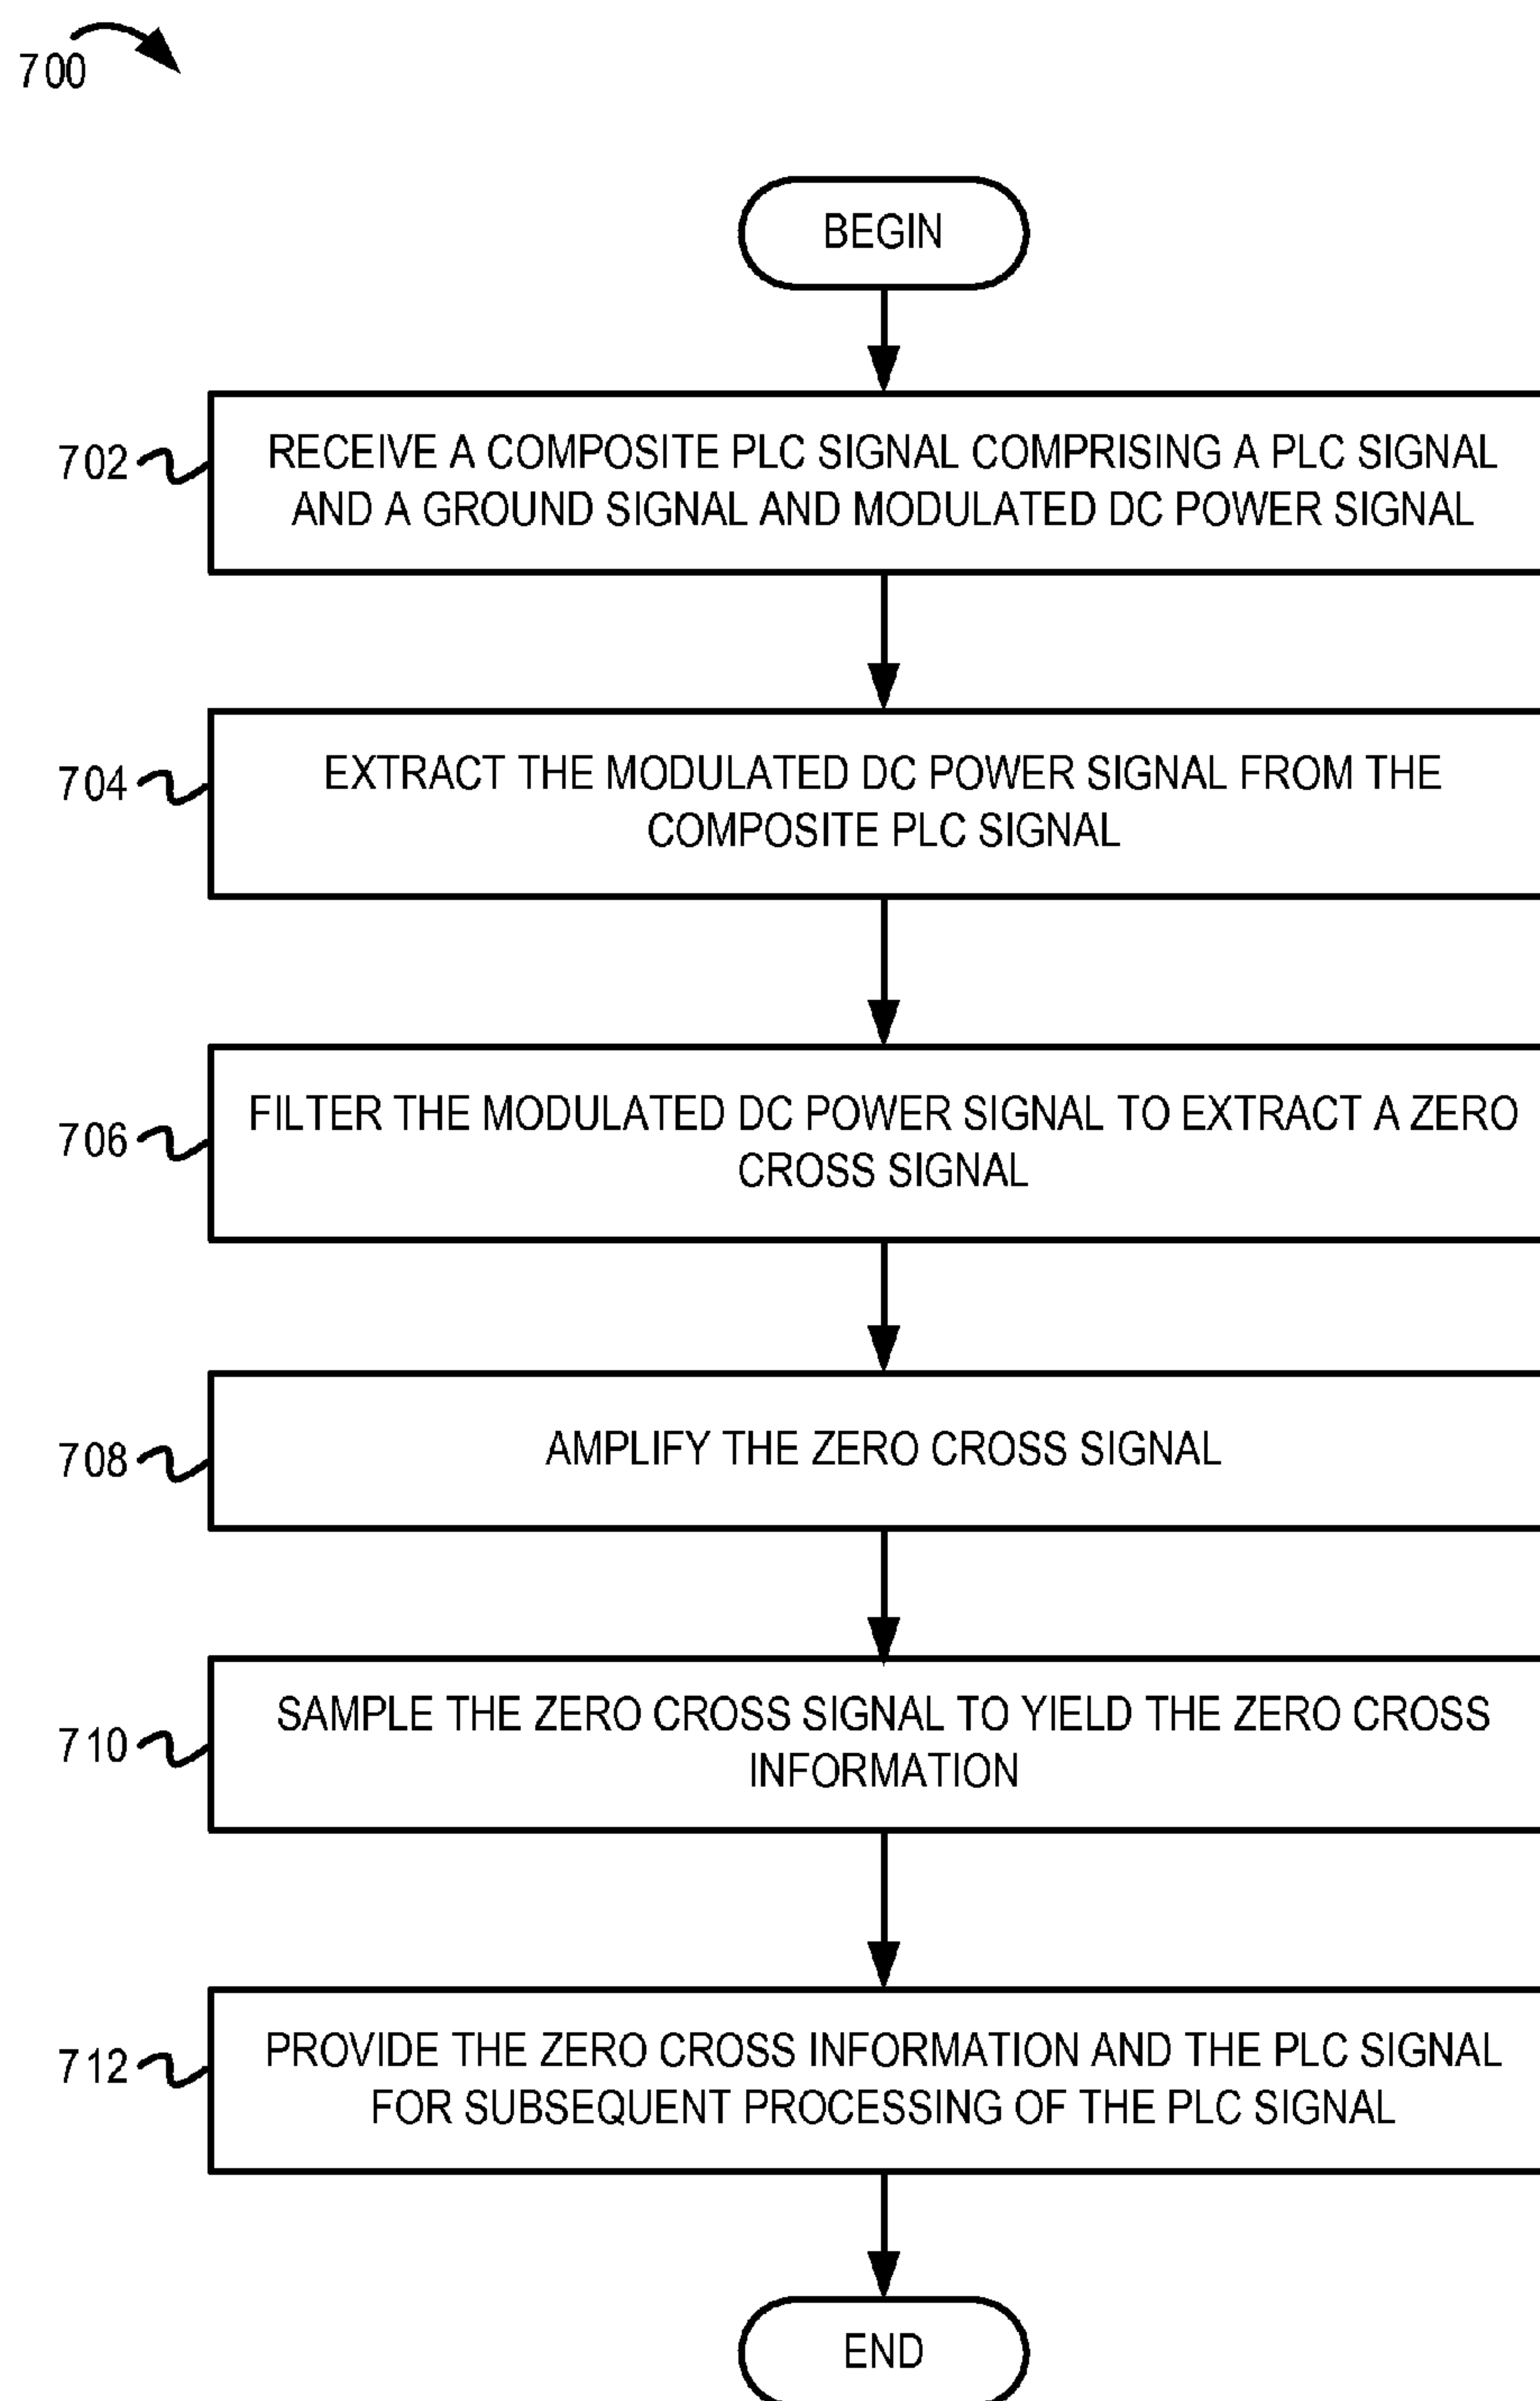 700
BEGIN
702
RECEIVE A COMPOSITE PLC SIGNAL COMPRISING A PLC SIGNAL
AND A GROUND SIGNAL AND MODULATED DC POWER SIGNAL
704
EXTRACT THE MODULATED DC POWER SIGNAL FROM THE
COMPOSITE PLC SIGNAL
706
FILTER THE MODULATED DC POWER SIGNAL TO EXTRACT A ZERO
CROSS SIGNAL
708
AMPLIFY THE ZERO CROSS SIGNAL
710
SAMPLE THE ZERO CROSS SIGNAL TO YIELD THE ZERO CROSS
INFORMATION
712
PROVIDE THE ZERO CROSS INFORMATION AND THE PLC SIGNAL
FOR SUBSEQUENT PROCESSING OF THE PLC SIGNAL
END